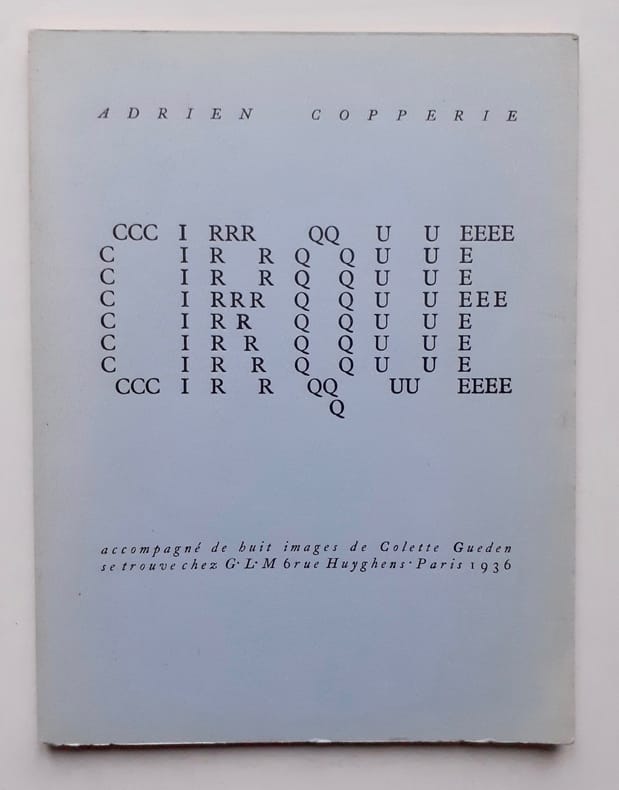 ADRIEN COPPERIE
CCC I RRR QQ U U EEEE
C I R R Q Q U U E
C I R R Q Q U U E
C I RRR Q Q U U EEE
C I RR Q Q U U E
C I R R Q Q U U E
C I R R Q Q U U E
CCC I R R QQ UU EEEE
Q
accompagné de huit images de Colette Gueden
se trouve chez G·L·M 6 rue Huyghens·Paris 1936